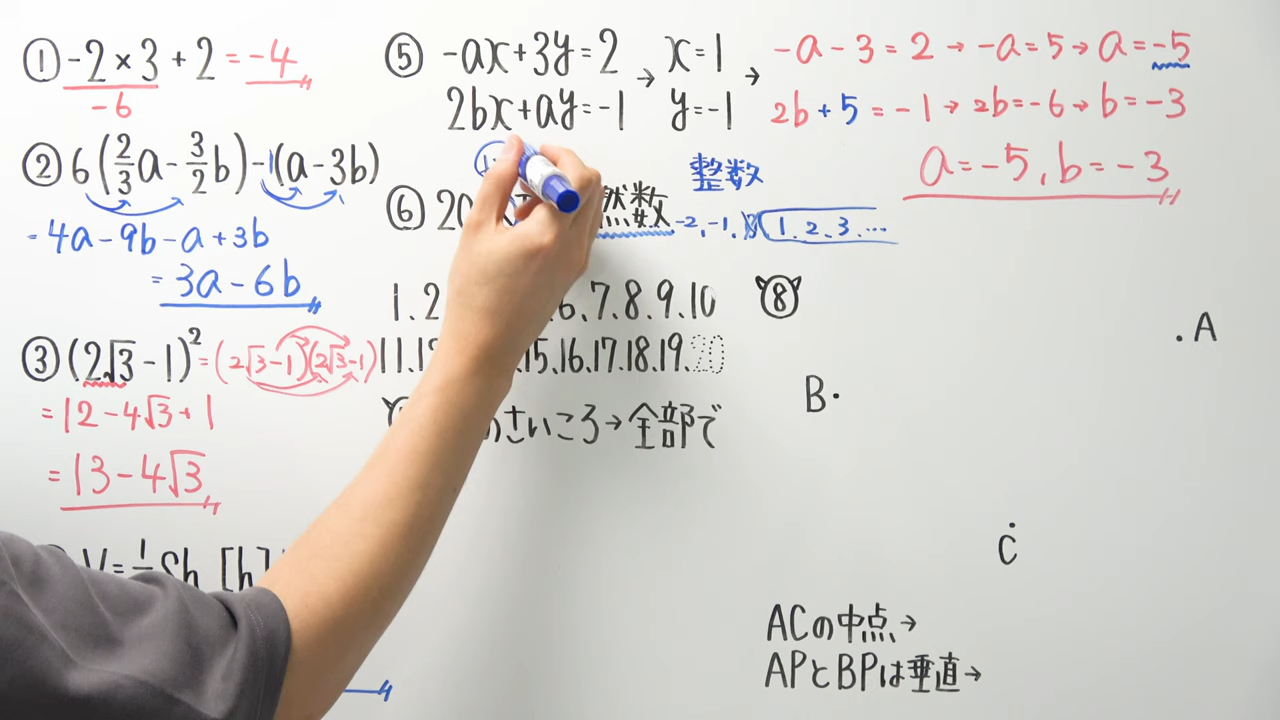 ① -2×3+2=-4
-6
② 6(2/3a-3/2b)-1(a-3b)
=4a-9b-a+3b
=3a-6b
③ (2√3-1)²=(2√3-1)(2√3-1)
=12-4√3+1
=13-4√3
V=1/3Sh [h]
⑤ -ax+3y=2 → x=1 → -a-3=2→-a=5→a=-5
2bx+ay=-1 y=-1 2b+5=-1→2b=-6→b=-3
a=-5, b=-3
整数
⑥ 20 然数 -2,-1, 1.2.3.…
1.2 6.7.8.9.10
11.12 15.16.17.18.19.20
さいころ→全部で
⑧
A
B
C
ACの中点→
APとBPは垂直→